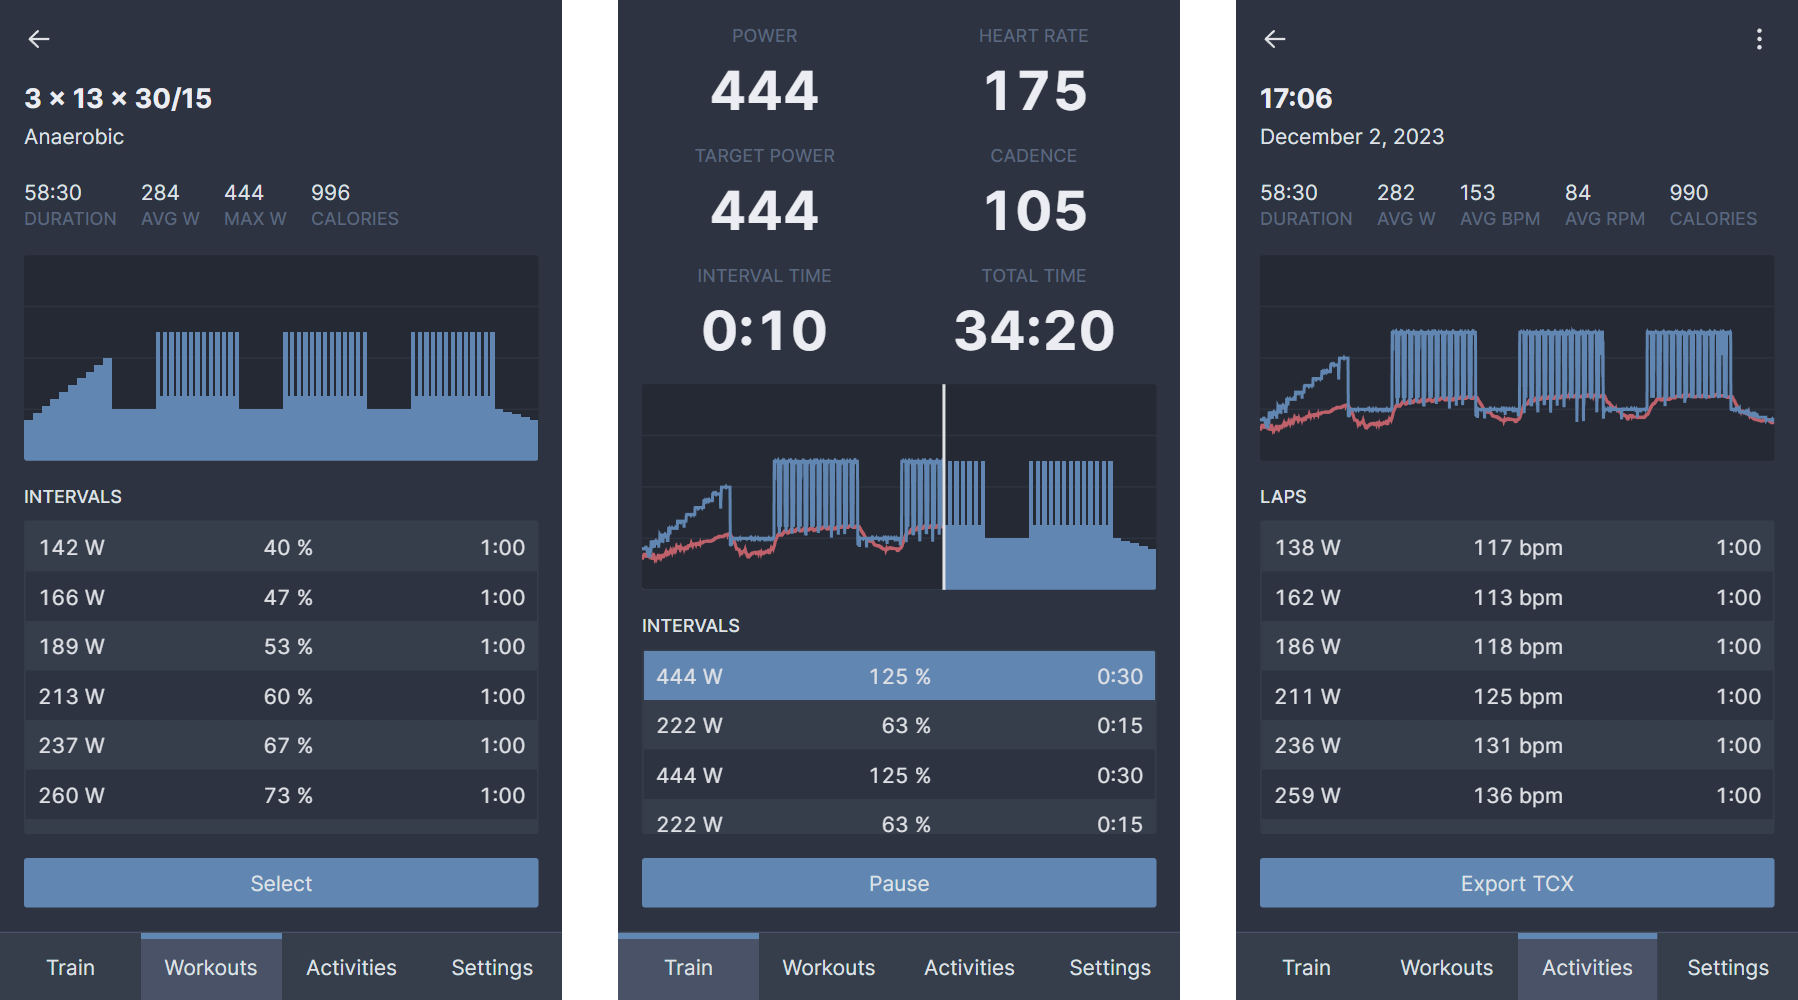 3 × 13 × 30/15
Anaerobic
58:30 284 444 996
DURATION AVG W MAX W CALORIES
INTERVALS
142 W 40 % 1:00
166 W 47 % 1:00
189 W 53 % 1:00
213 W 60 % 1:00
237 W 67 % 1:00
260 W 73 % 1:00
Select
Train Workouts Activities Settings
POWER HEART RATE
444 175
TARGET POWER CADENCE
444 105
INTERVAL TIME TOTAL TIME
0:10 34:20
INTERVALS
444 W 125 % 0:30
222 W 63 % 0:15
444 W 125 % 0:30
222 W 63 % 0:15
Pause
Train Workouts Activities Settings
17:06
December 2, 2023
58:30 282 153 84 990
DURATION AVG W AVG BPM AVG RPM CALORIES
LAPS
138 W 117 bpm 1:00
162 W 113 bpm 1:00
186 W 118 bpm 1:00
211 W 125 bpm 1:00
236 W 131 bpm 1:00
259 W 136 bpm 1:00
Export TCX
Train Workouts Activities Settings